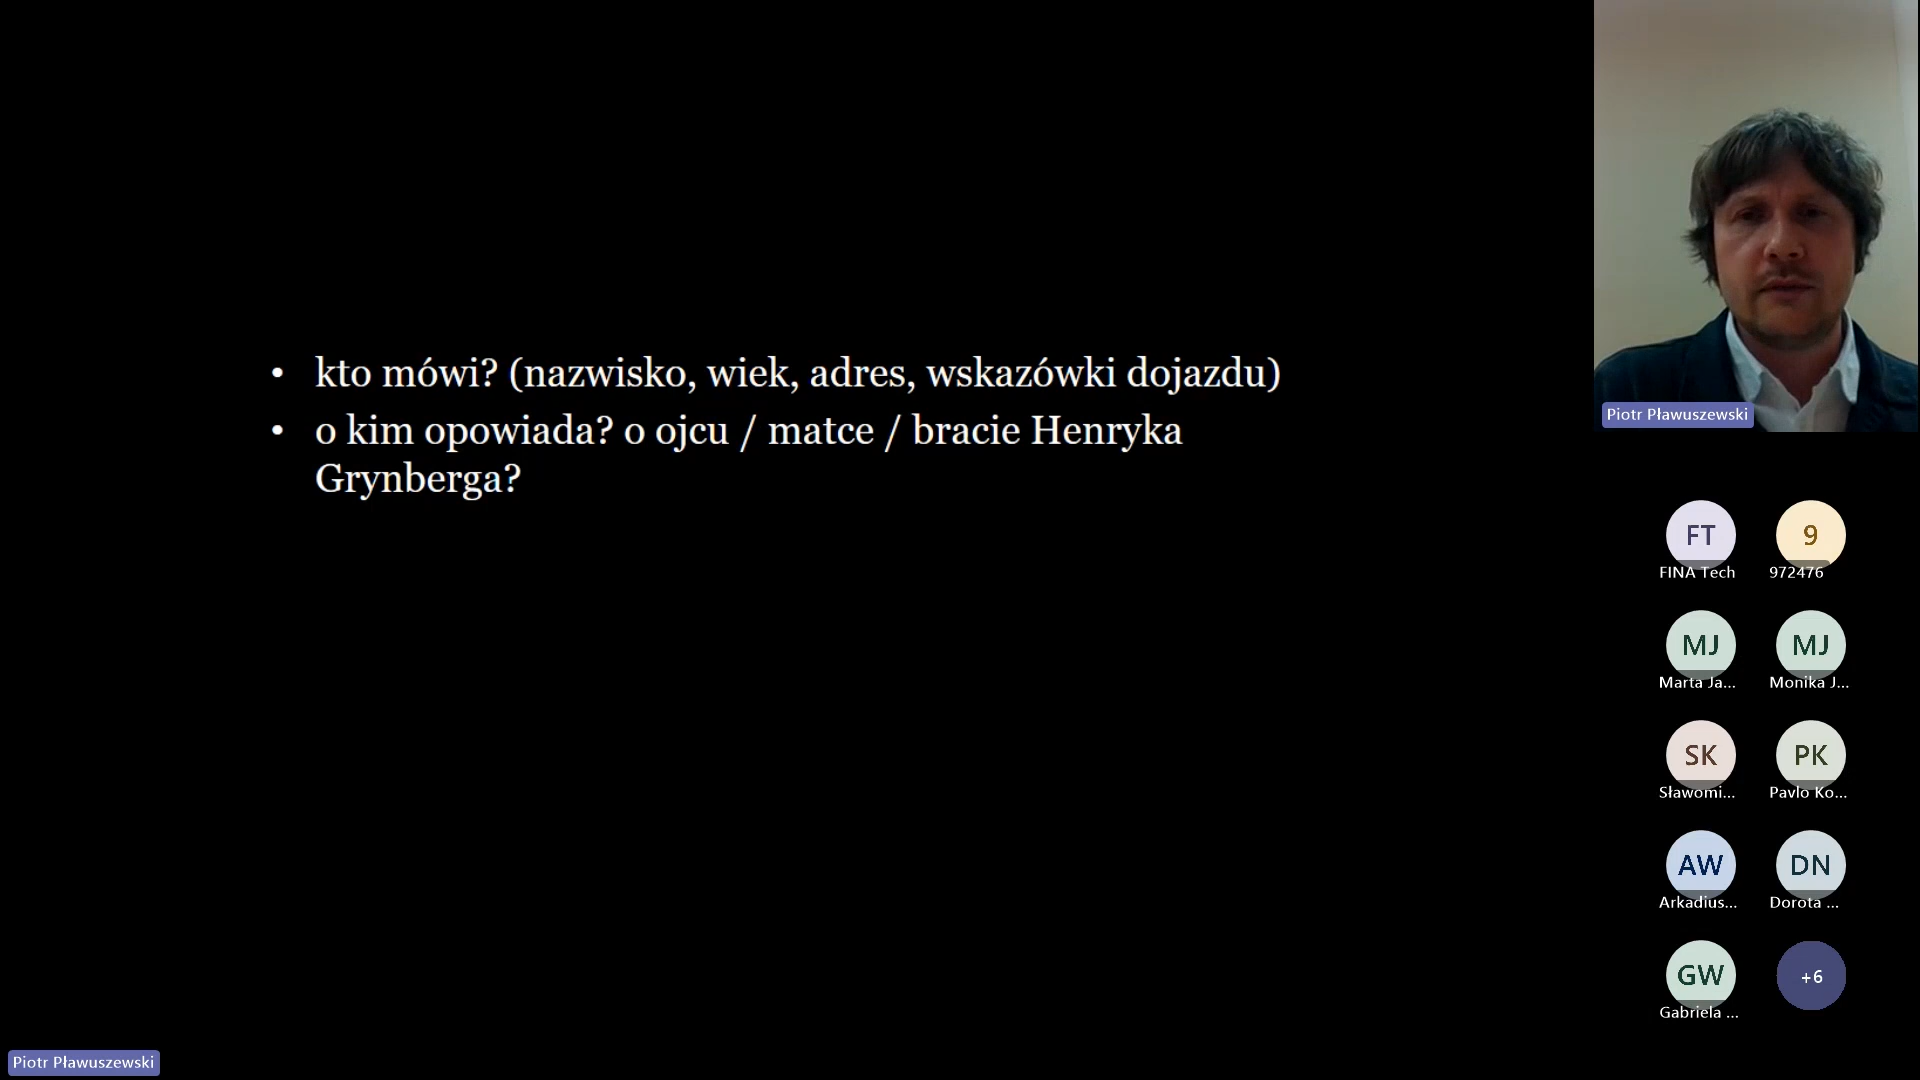 • kto mówi? (nazwisko, wiek, adres, wskazówki dojazdu)
• o kim opowiada? o ojcu / matce / bracie Henryka
Grynberga?
Piotr Pławuszewski
FT
FINA Tech
9
972476
MJ
Marta Ja...
MJ
Monika J...
SK
Sławomi...
PK
Pavlo Ko...
AW
Arkadius...
DN
Dorota ...
GW
Gabriela ...
+6
Piotr Pławuszewski